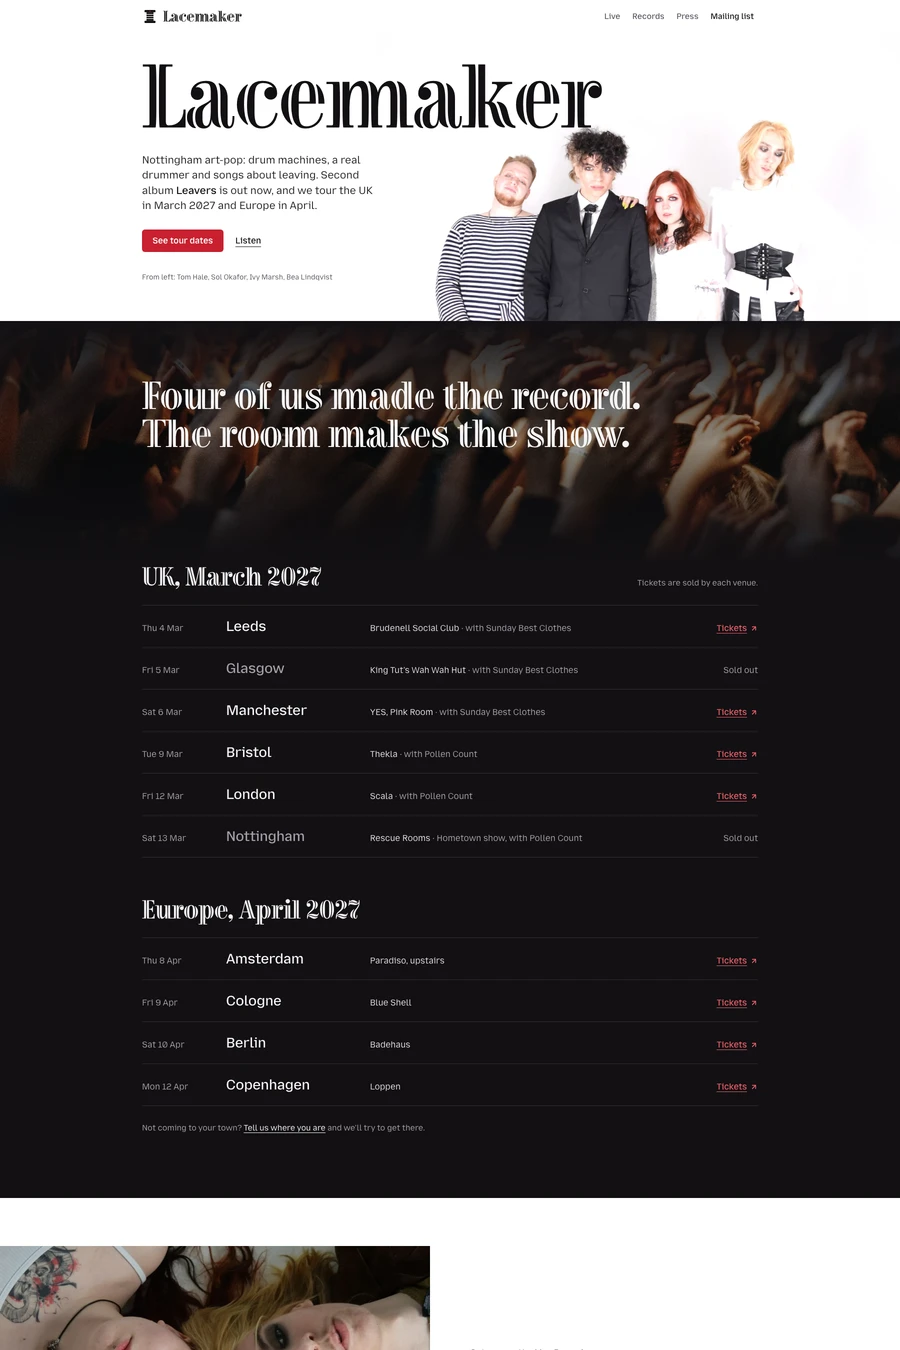 Lacemaker
Live Records Press Mailing list
Lacemaker
Nottingham art-pop: drum machines, a real
drummer and songs about leaving. Second
album Leavers is out now, and we tour the UK
in March 2027 and Europe in April.
See tour dates Listen
From left: Tom Hale, Sol Okafor, Ivy Marsh, Bea Lindqvist
Four of us made the record.
The room makes the show.
UK, March 2027
Tickets are sold by each venue.
Thu 4 Mar Leeds Brudenell Social Club · with Sunday Best Clothes Tickets ↗
Fri 5 Mar Glasgow King Tut's Wah Wah Hut · with Sunday Best Clothes Sold out
Sat 6 Mar Manchester YES, Pink Room · with Sunday Best Clothes Tickets ↗
Tue 9 Mar Bristol Thekla · with Pollen Count Tickets ↗
Fri 12 Mar London Scala · with Pollen Count Tickets ↗
Sat 13 Mar Nottingham Rescue Rooms · Hometown show, with Pollen Count Sold out
Europe, April 2027
Thu 8 Apr Amsterdam Paradiso, upstairs Tickets ↗
Fri 9 Apr Cologne Blue Shell Tickets ↗
Sat 10 Apr Berlin Badehaus Tickets ↗
Mon 12 Apr Copenhagen Loppen Tickets ↗
Not coming to your town? Tell us where you are and we'll try to get there.